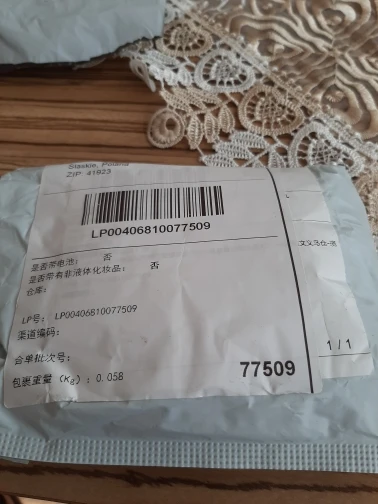 Slaskie, Poland
ZIP: 41923
LP00406810077509
是否带电池： 否
是否带有非液体化妆品： 否
仓库：
LP号： LP00406810077509
渠道编码：
合单批次号：
77509
包裹重量（Kg）：0.058
1 / 1